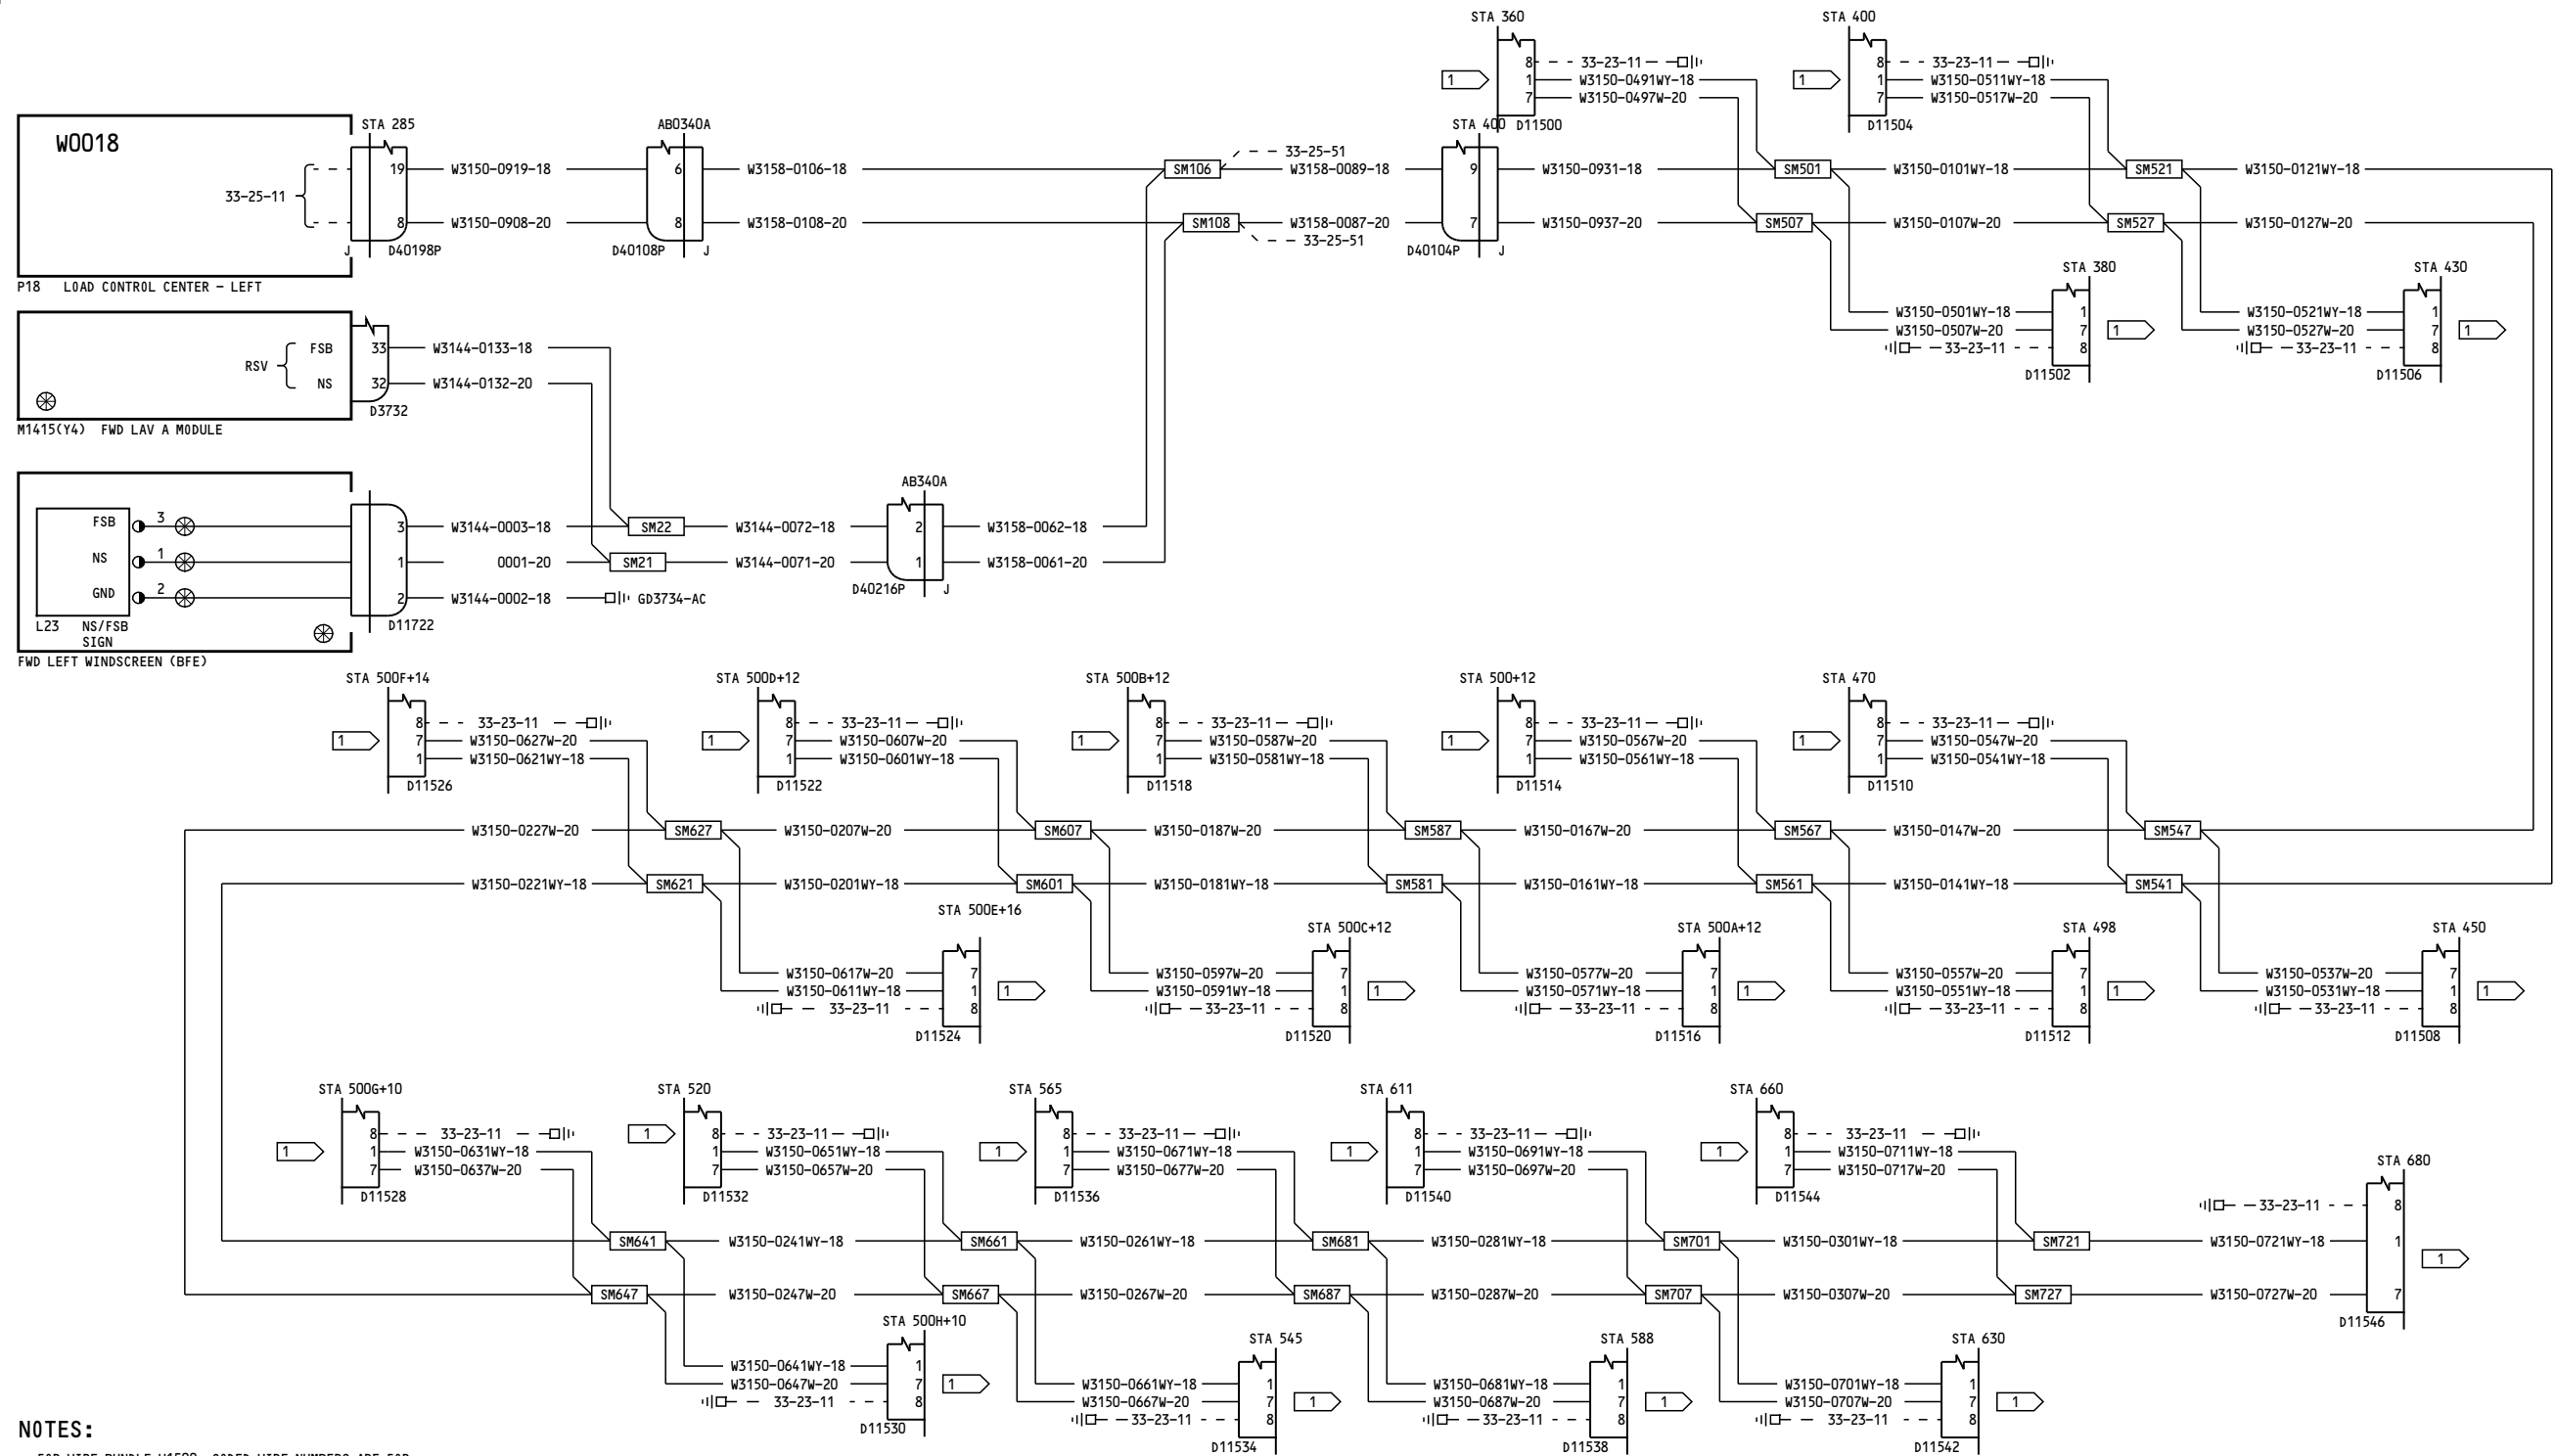 STA 360
STA 400
8 33-23-11
1 W3150-0491WY-18
7 W3150-0497W-20
1
D11500
8 33-23-11
1 W3150-0511WY-18
7 W3150-0517W-20
1
D11504
W0018
33-25-11
STA 285
19 W3150-0919-18
8 W3150-0908-20
J D40198P
AB0340A
6 W3158-0106-18
8 W3158-0108-20
D40108P J
SM106
33-25-51
W3158-0089-18
SM108
W3158-0087-20
33-25-51
STA 400
9 W3150-0931-18
7 W3150-0937-20
D40104P J
SM501
W3150-0101WY-18
SM521
W3150-0121WY-18
SM507
W3150-0107W-20
SM527
W3150-0127W-20
P18 LOAD CONTROL CENTER - LEFT
STA 380
W3150-0501WY-18 1
W3150-0507W-20 7
33-23-11 8
1
D11502
STA 430
W3150-0521WY-18 1
W3150-0527W-20 7
33-23-11 8
1
D11506
RSV
FSB 33 W3144-0133-18
NS 32 W3144-0132-20
D3732
M1415(Y4) FWD LAV A MODULE
FSB 3 3 W3144-0003-18 SM22 W3144-0072-18
NS 1 1 0001-20 SM21 W3144-0071-20
GND 2 2 W3144-0002-18 GD3734-AC
AB340A
2 W3158-0062-18
1 W3158-0061-20
D40216P J
L23 NS/FSB
SIGN
D11722
FWD LEFT WINDSCREEN (BFE)
STA 500F+14
8 33-23-11
7 W3150-0627W-20
1 W3150-0621WY-18
1
D11526
STA 500D+12
8 33-23-11
7 W3150-0607W-20
1 W3150-0601WY-18
1
D11522
STA 500B+12
8 33-23-11
7 W3150-0587W-20
1 W3150-0581WY-18
1
D11518
STA 500+12
8 33-23-11
7 W3150-0567W-20
1 W3150-0561WY-18
1
D11514
STA 470
8 33-23-11
7 W3150-0547W-20
1 W3150-0541WY-18
1
D11510
W3150-0227W-20 SM627 W3150-0207W-20 SM607 W3150-0187W-20 SM587 W3150-0167W-20 SM567 W3150-0147W-20 SM547
W3150-0221WY-18 SM621 W3150-0201WY-18 SM601 W3150-0181WY-18 SM581 W3150-0161WY-18 SM561 W3150-0141WY-18 SM541
STA 500E+16
W3150-0617W-20 7
W3150-0611WY-18 1
33-23-11 8
1
D11524
STA 500C+12
W3150-0597W-20 7
W3150-0591WY-18 1
33-23-11 8
1
D11520
STA 500A+12
W3150-0577W-20 7
W3150-0571WY-18 1
33-23-11 8
1
D11516
STA 498
W3150-0557W-20 7
W3150-0551WY-18 1
33-23-11 8
1
D11512
STA 450
W3150-0537W-20 7
W3150-0531WY-18 1
33-23-11 8
1
D11508
STA 500G+10
8 33-23-11
1 W3150-0631WY-18
7 W3150-0637W-20
1
D11528
STA 520
8 33-23-11
1 W3150-0651WY-18
7 W3150-0657W-20
1
D11532
STA 565
8 33-23-11
1 W3150-0671WY-18
7 W3150-0677W-20
1
D11536
STA 611
8 33-23-11
1 W3150-0691WY-18
7 W3150-0697W-20
1
D11540
STA 660
8 33-23-11
1 W3150-0711WY-18
7 W3150-0717W-20
1
D11544
STA 680
33-23-11 8
SM641 W3150-0241WY-18 SM661 W3150-0261WY-18 SM681 W3150-0281WY-18 SM701 W3150-0301WY-18 SM721 W3150-0721WY-18 1
1
SM647 W3150-0247W-20 SM667 W3150-0267W-20 SM687 W3150-0287W-20 SM707 W3150-0307W-20 SM727 W3150-0727W-20 7
D11546
STA 500H+10
W3150-0641WY-18 1
W3150-0647W-20 7
33-23-11 8
1
D11530
STA 545
W3150-0661WY-18 1
W3150-0667W-20 7
33-23-11 8
1
D11534
STA 588
W3150-0681WY-18 1
W3150-0687W-20 7
33-23-11 8
1
D11538
STA 630
W3150-0701WY-18 1
W3150-0707W-20 7
33-23-11 8
1
D11542
NOTES: